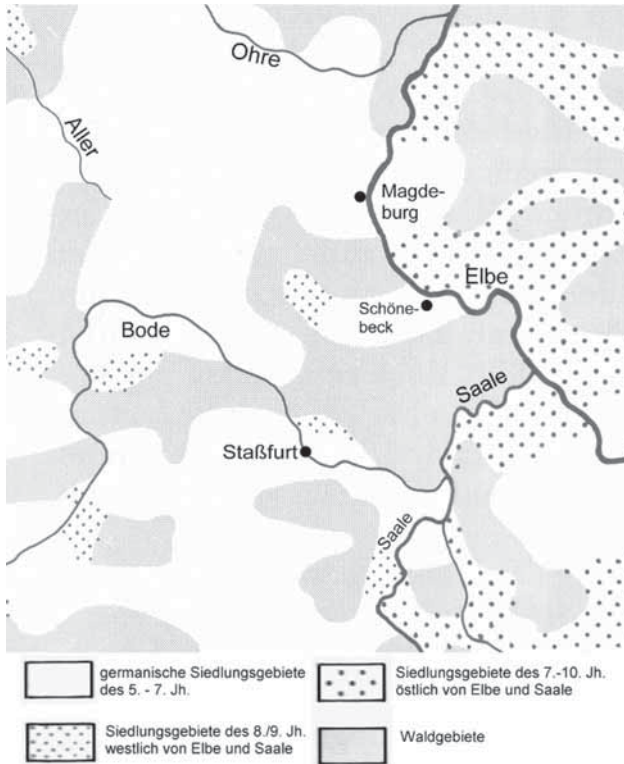 Ohre
Aller
Magde-
burg
Elbe
Schöne-
beck
Bode
Saale
Staßfurt
Saale
germanische Siedlungsgebiete
des 5. - 7. Jh.
Siedlungsgebiete des 7.-10. Jh.
östlich von Elbe und Saale
Siedlungsgebiete des 8./9. Jh.
westlich von Elbe und Saale
Waldgebiete